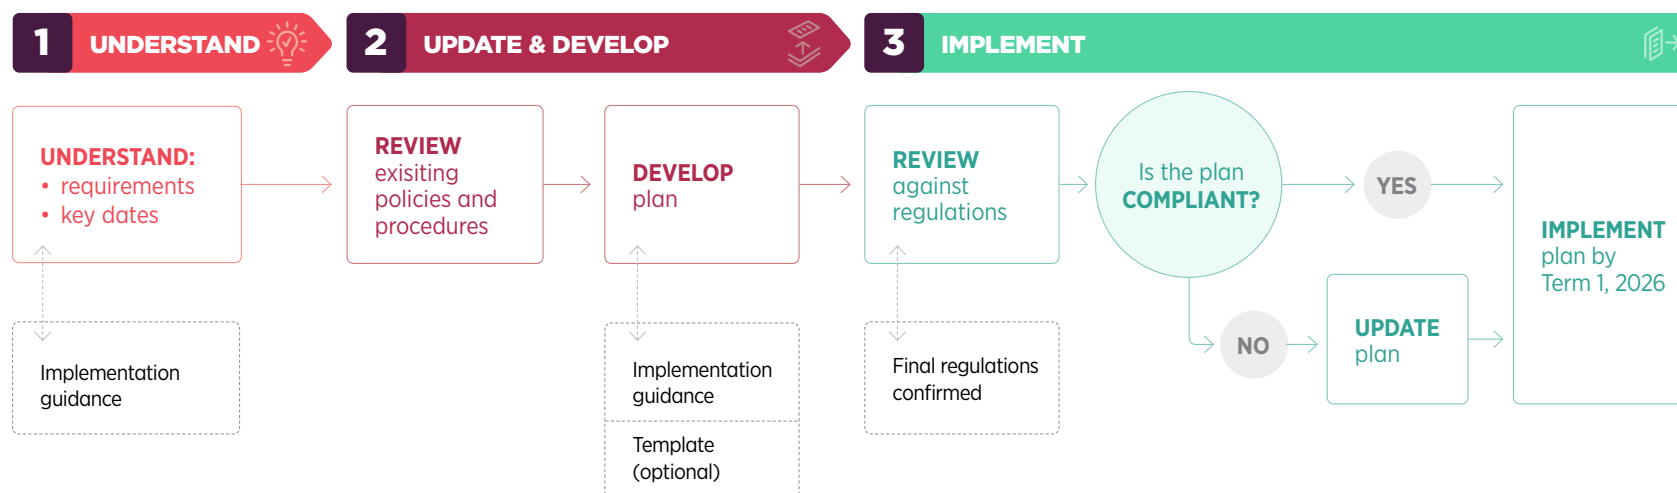 1 UNDERSTAND
2 UPDATE & DEVELOP
3 IMPLEMENT
UNDERSTAND:
• requirements
• key dates
Implementation
guidance
REVIEW
exisiting
policies and
procedures
DEVELOP
plan
Implementation
guidance
Template
(optional)
REVIEW
against
regulations
Final regulations
confirmed
Is the plan
COMPLIANT?
YES
NO
UPDATE
plan
IMPLEMENT
plan by
Term 1, 2026